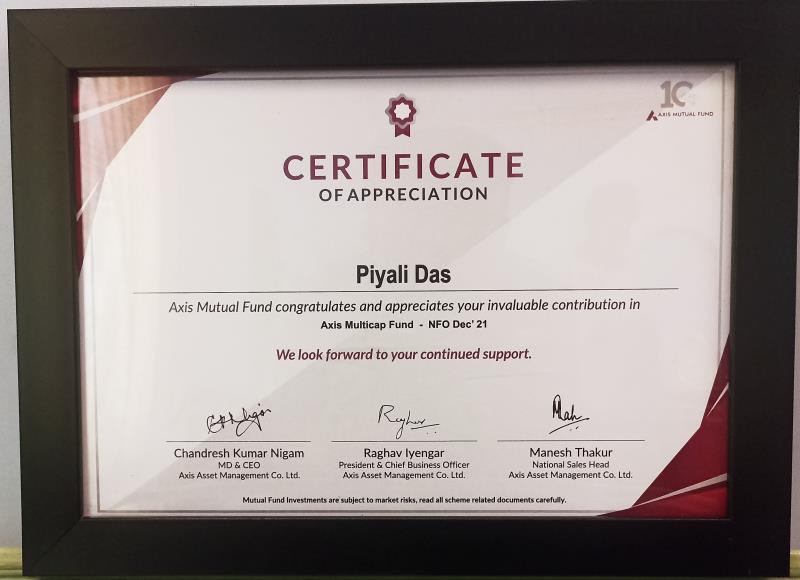 10
AXIS MUTUAL FUND
CERTIFICATE
OF APPRECIATION
Piyali Das
Axis Mutual Fund congratulates and appreciates your invaluable contribution in
Axis Multicap Fund - NFO Dec' 21
We look forward to your continued support.
Chandresh Kumar Nigam
MD & CEO
Axis Asset Management Co. Ltd.
Raghav Iyengar
President & Chief Business Officer
Axis Asset Management Co. Ltd.
Manesh Thakur
National Sales Head
Axis Asset Management Co. Ltd.
Mutual Fund Investments are subject to market risks, read all scheme related documents carefully.